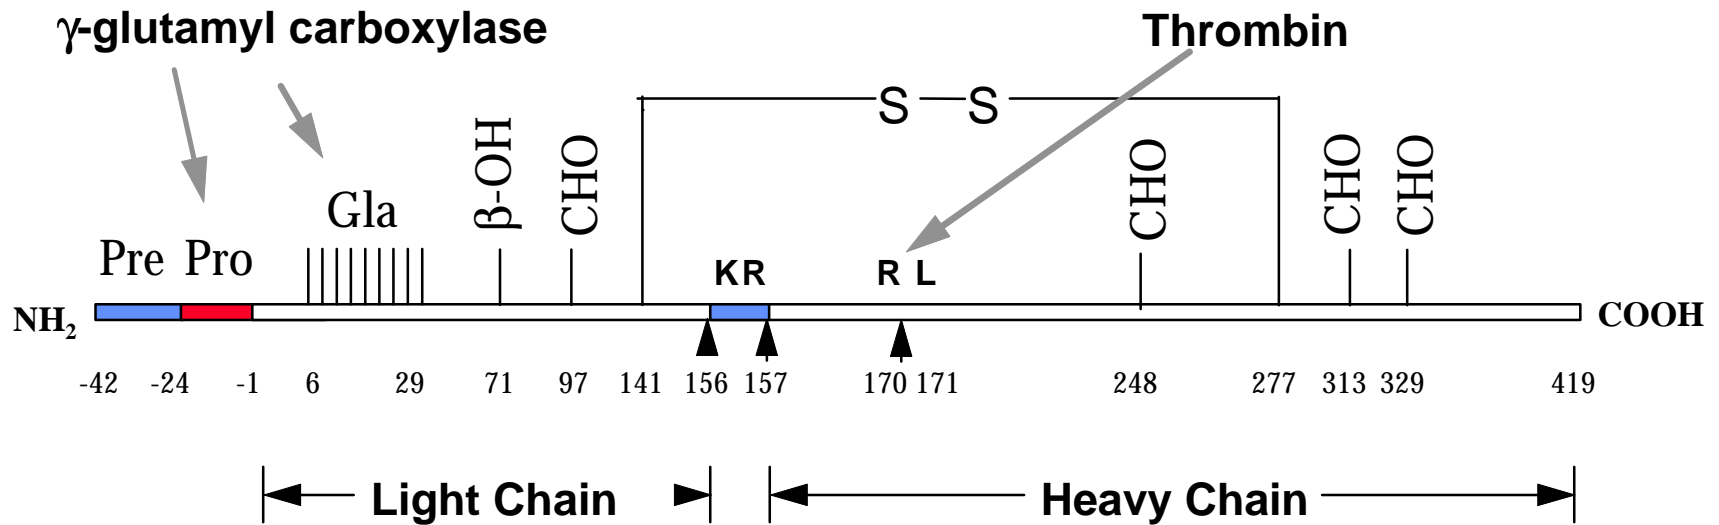 γ-glutamyl carboxylase Thrombin
S S
β-OH CHO CHO CHO CHO
Gla
Pre Pro KR R L
NH₂ COOH
-42 -24 -1 6 29 71 97 141 156 157 170 171 248 277 313 329 419
Light Chain Heavy Chain